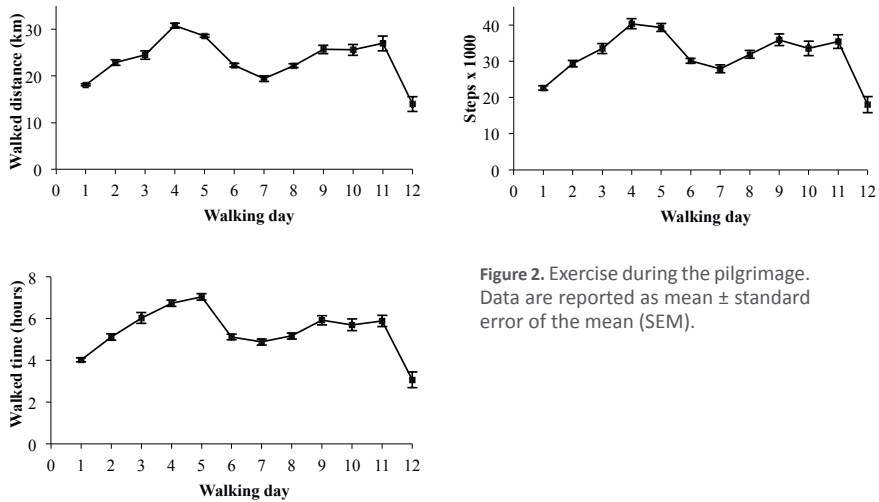 Walked distance (km)
30
20
10
0
0 1 2 3 4 5 6 7 8 9 10 11 12
Walking day
Steps x 1000
40
30
20
10
0
0 1 2 3 4 5 6 7 8 9 10 11 12
Walking day
Walked time (hours)
8
6
4
2
0
0 1 2 3 4 5 6 7 8 9 10 11 12
Walking day
Figure 2. Exercise during the pilgrimage.
Data are reported as mean ± standard
error of the mean (SEM).